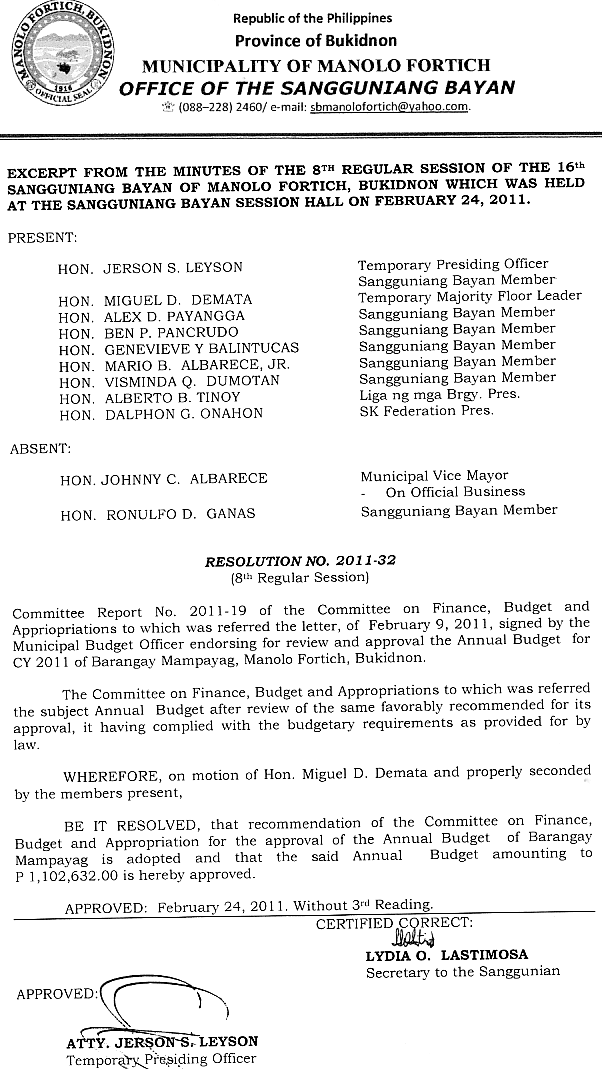 MANOLO FORTICH, BUKIDNON
1916
OFFICIAL SEAL
Republic of the Philippines
Province of Bukidnon
MUNICIPALITY OF MANOLO FORTICH
OFFICE OF THE SANGGUNIANG BAYAN
☏ (088–228) 2460/ e-mail: sbmanolofortich@yahoo.com.
EXCERPT FROM THE MINUTES OF THE 8TH REGULAR SESSION OF THE 16th
SANGGUNIANG BAYAN OF MANOLO FORTICH, BUKIDNON WHICH WAS HELD
AT THE SANGGUNIANG BAYAN SESSION HALL ON FEBRUARY 24, 2011.
PRESENT:
HON. JERSON S. LEYSON Temporary Presiding Officer
Sangguniang Bayan Member
HON. MIGUEL D. DEMATA Temporary Majority Floor Leader
HON. ALEX D. PAYANGGA Sangguniang Bayan Member
HON. BEN P. PANCRUDO Sangguniang Bayan Member
HON. GENEVIEVE Y BALINTUCAS Sangguniang Bayan Member
HON. MARIO B. ALBARECE, JR. Sangguniang Bayan Member
HON. VISMINDA Q. DUMOTAN Sangguniang Bayan Member
HON. ALBERTO B. TINOY Liga ng mga Brgy. Pres.
HON. DALPHON G. ONAHON SK Federation Pres.
ABSENT:
HON. JOHNNY C. ALBARECE Municipal Vice Mayor
- On Official Business
HON. RONULFO D. GANAS Sangguniang Bayan Member
RESOLUTION NO. 2011-32
(8th Regular Session)
Committee Report No. 2011-19 of the Committee on Finance, Budget and
Appriopriations to which was referred the letter, of February 9, 2011, signed by the
Municipal Budget Officer endorsing for review and approval the Annual Budget for
CY 2011 of Barangay Mampayag, Manolo Fortich, Bukidnon.
The Committee on Finance, Budget and Appropriations to which was referred
the subject Annual Budget after review of the same favorably recommended for its
approval, it having complied with the budgetary requirements as provided for by
law.
WHEREFORE, on motion of Hon. Miguel D. Demata and properly seconded
by the members present,
BE IT RESOLVED, that recommendation of the Committee on Finance,
Budget and Appropriation for the approval of the Annual Budget of Barangay
Mampayag is adopted and that the said Annual Budget amounting to
P 1,102,632.00 is hereby approved.
APPROVED: February 24, 2011. Without 3rd Reading.
CERTIFIED CORRECT:
LYDIA O. LASTIMOSA
Secretary to the Sanggunian
APPROVED:
ATTY. JERSON S. LEYSON
Temporary Presiding Officer